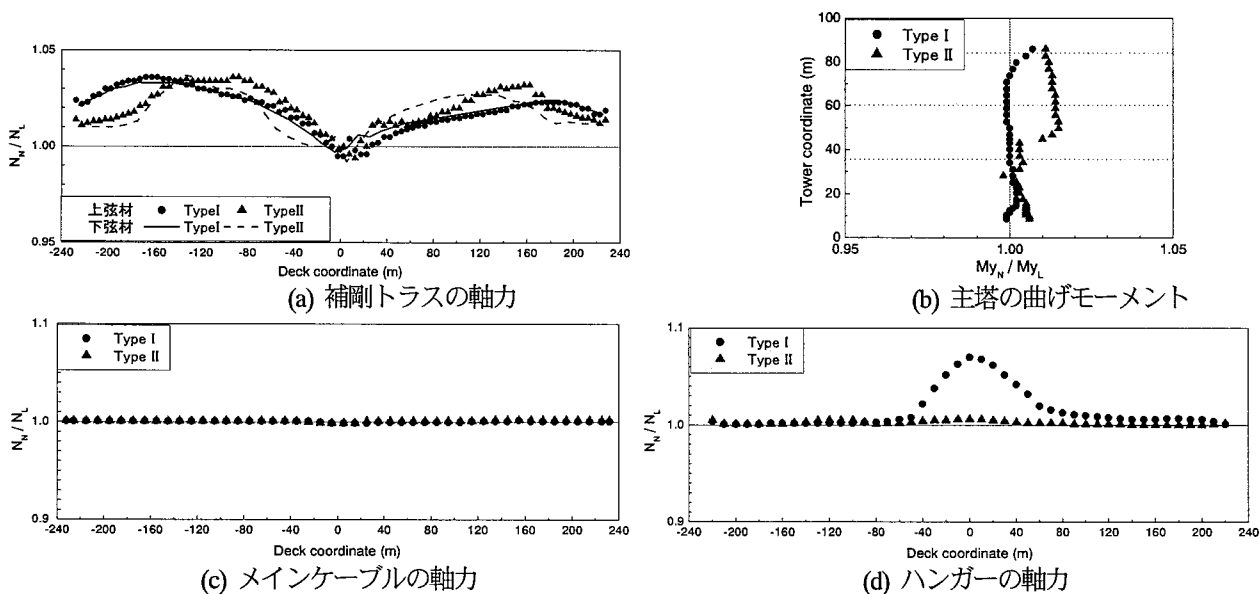 1.05
1.00
0.95
N_N / N_L
上弦材 TypeI TypeII
下弦材 TypeI TypeII
-240 -200 -160 -120 -80 -40 0 40 80 120 160 200 240
Deck coordinate (m)
(a) 補剛トラスの軸力
100
80
60
40
20
0
Tower coordinate (m)
Type I
Type II
0.95 1.00 1.05
My_N / My_L
(b) 主塔の曲げモーメント
1.1
1.0
0.9
N_N / N_L
Type I
Type II
-240 -200 -160 -120 -80 -40 0 40 80 120 160 200 240
Deck coordinate (m)
(c) メインケーブルの軸力
1.1
1.0
0.9
N_N / N_L
Type I
Type II
-240 -200 -160 -120 -80 -40 0 40 80 120 160 200 240
Deck coordinate (m)
(d) ハンガーの軸力